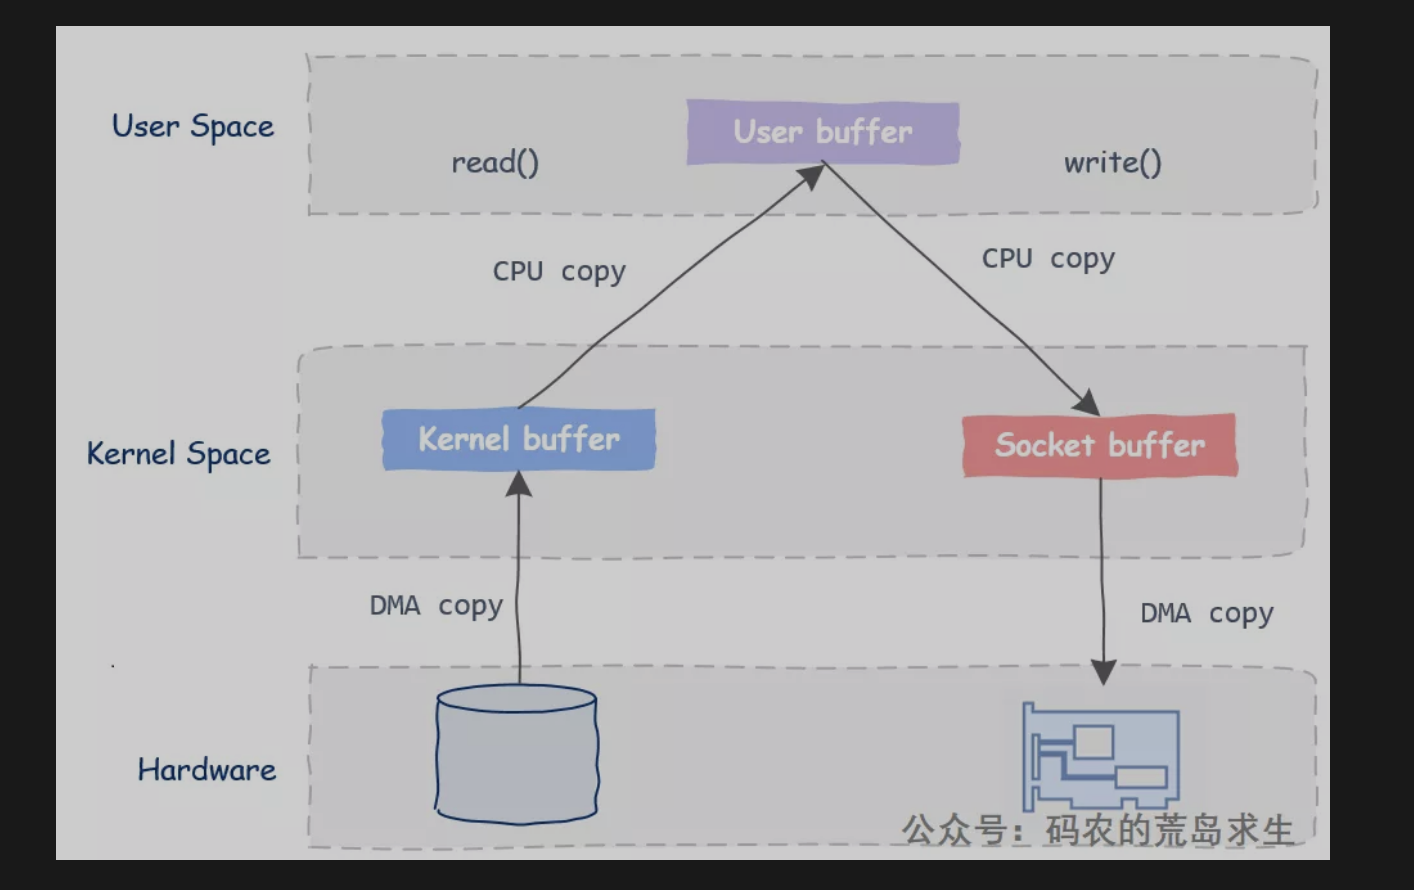 User Space
User buffer
read()
write()
CPU copy
CPU copy
Kernel Space
Kernel buffer
Socket buffer
DMA copy
DMA copy
Hardware
公众号：码农的荒岛求生